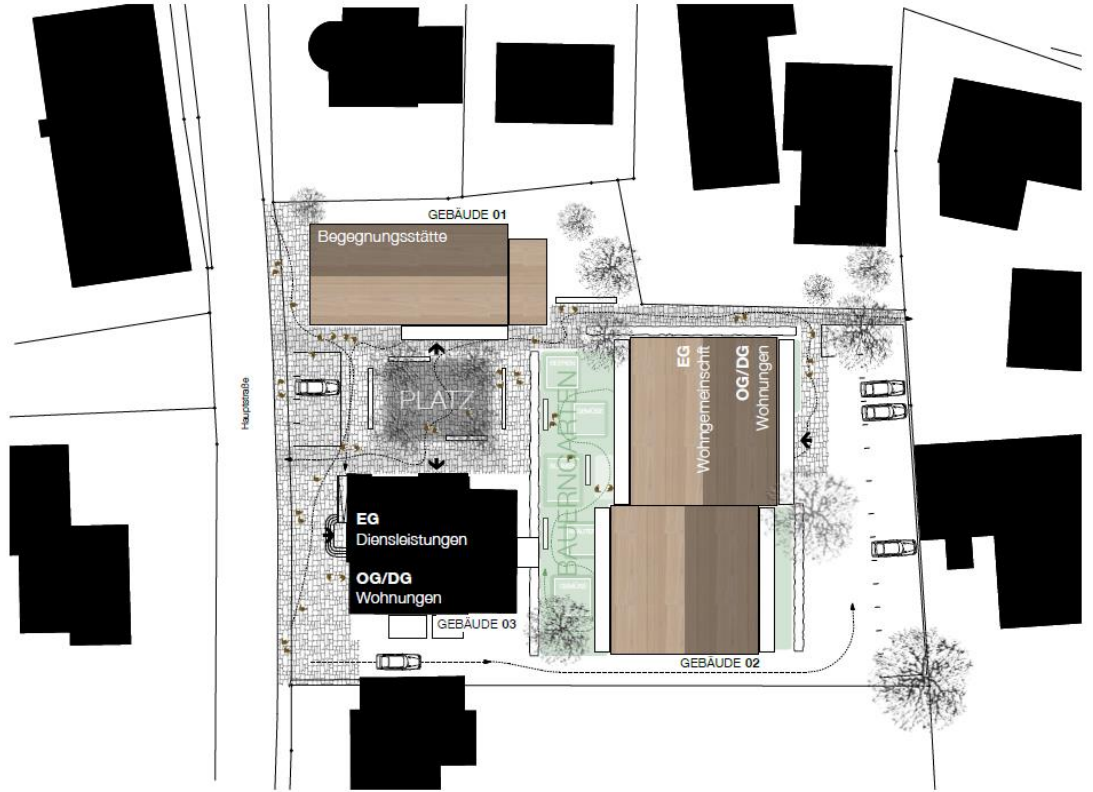 GEBÄUDE 01
Begegnungsstätte
Hauptstraße
PLATZ
BAUERNGARTEN
EG
Wohngemeinschft
OG/DG
Wohnungen
EG
Diensleistungen
OG/DG
Wohnungen
GEBÄUDE 03
GEBÄUDE 02